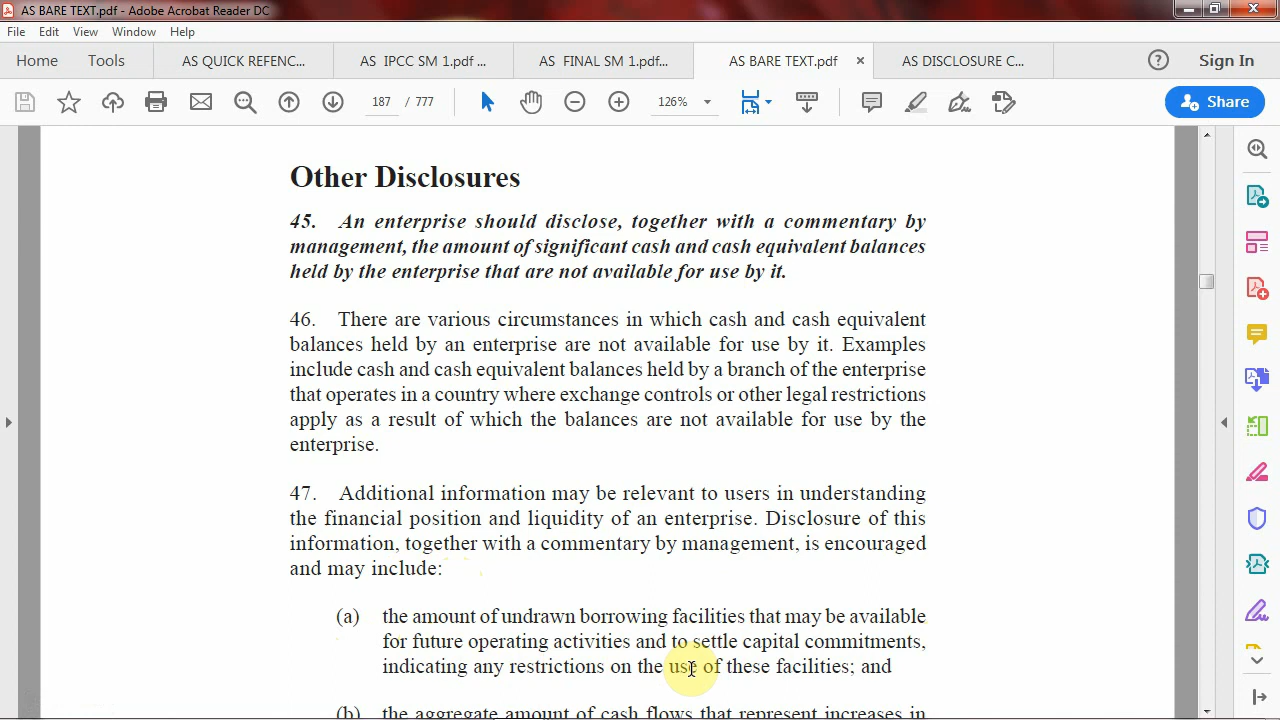 AS BARE TEXT.pdf - Adobe Acrobat Reader DC
File Edit View Window Help
Home Tools AS QUICK REFENC... AS IPCC SM 1.pdf ... AS FINAL SM 1.pdf... AS BARE TEXT.pdf × AS DISCLOSURE C... Sign In
187 / 777 126% Share
Other Disclosures
45. An enterprise should disclose, together with a commentary by
management, the amount of significant cash and cash equivalent balances
held by the enterprise that are not available for use by it.
46. There are various circumstances in which cash and cash equivalent
balances held by an enterprise are not available for use by it. Examples
include cash and cash equivalent balances held by a branch of the enterprise
that operates in a country where exchange controls or other legal restrictions
apply as a result of which the balances are not available for use by the
enterprise.
47. Additional information may be relevant to users in understanding
the financial position and liquidity of an enterprise. Disclosure of this
information, together with a commentary by management, is encouraged
and may include:
(a) the amount of undrawn borrowing facilities that may be available
for future operating activities and to settle capital commitments,
indicating any restrictions on the use of these facilities; and
(b) the aggregate amount of cash flows that represent increases in